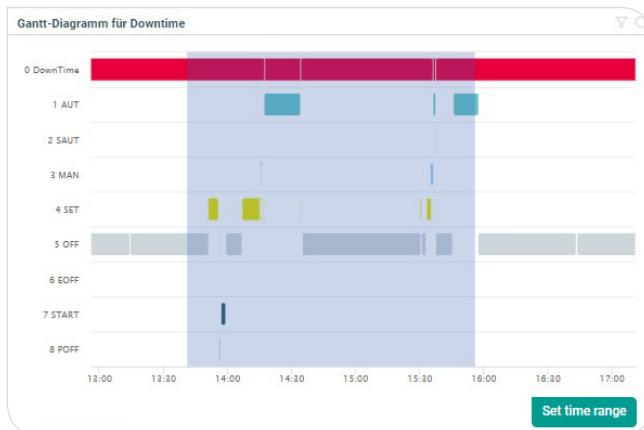 Gantt-Diagramm für Downtime
0 DownTime
1 AUT
2 SAUT
3 MAN
4 SET
5 OFF
6 EOFF
7 START
8 POFF
13:00 13:30 14:00 14:30 15:00 15:30 16:00 16:30 17:00
Set time range